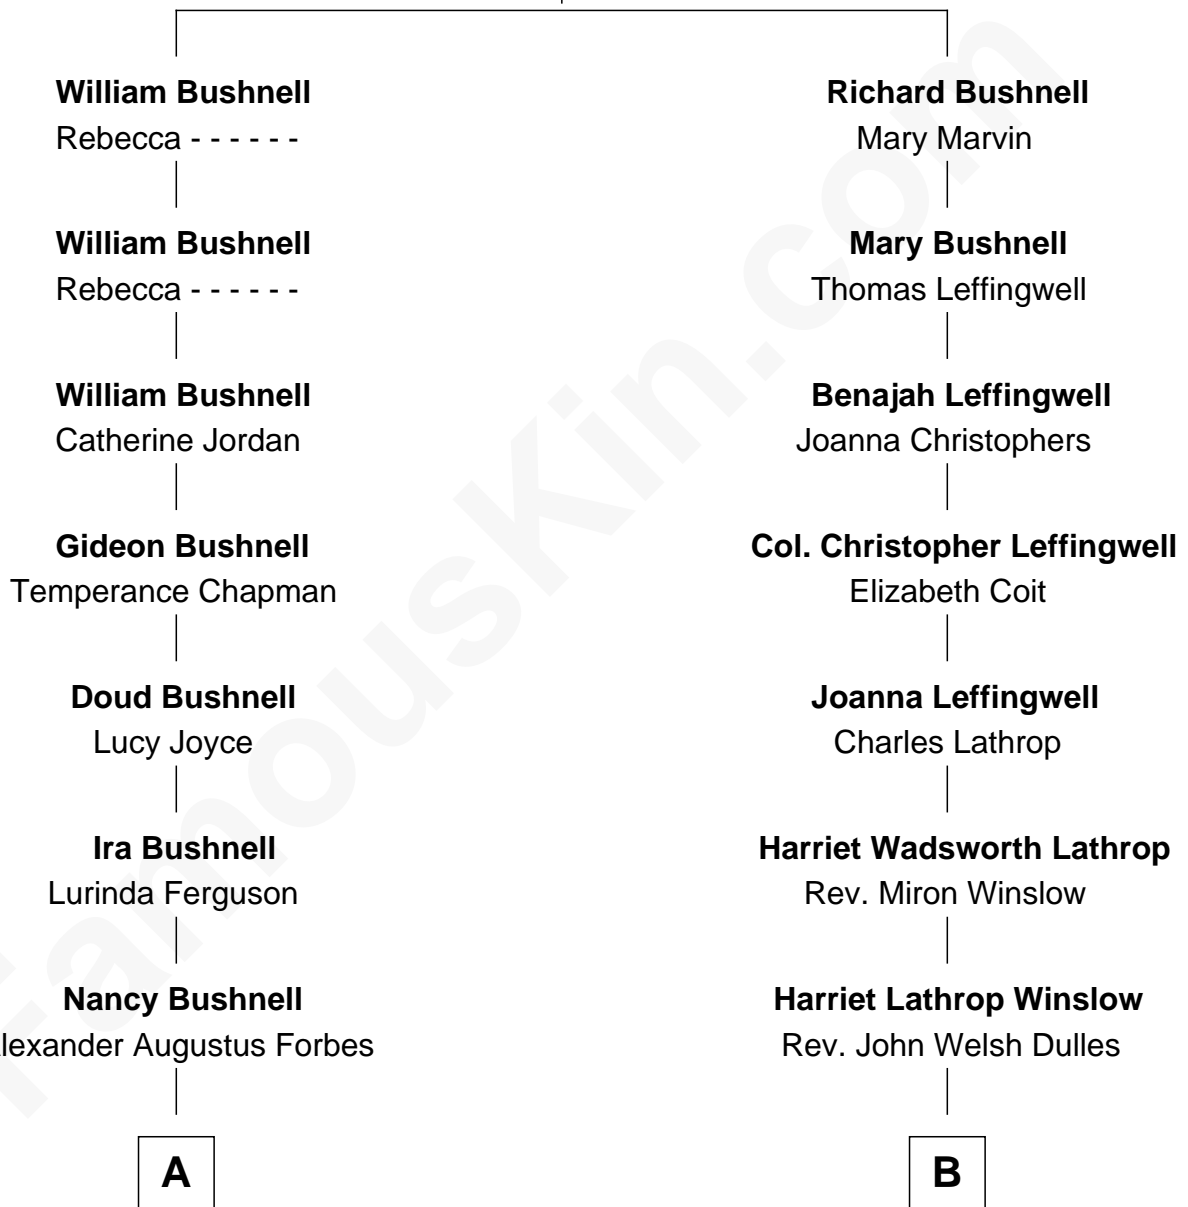 William Bushnell
Rebecca - - - - - -
William Bushnell
Rebecca - - - - - -
William Bushnell
Catherine Jordan
Gideon Bushnell
Temperance Chapman
Doud Bushnell
Lucy Joyce
Ira Bushnell
Lurinda Ferguson
Nancy Bushnell
lexander Augustus Forbes
A
Richard Bushnell
Mary Marvin
Mary Bushnell
Thomas Leffingwell
Benajah Leffingwell
Joanna Christophers
Col. Christopher Leffingwell
Elizabeth Coit
Joanna Leffingwell
Charles Lathrop
Harriet Wadsworth Lathrop
Rev. Miron Winslow
Harriet Lathrop Winslow
Rev. John Welsh Dulles
B
FamousKin.com